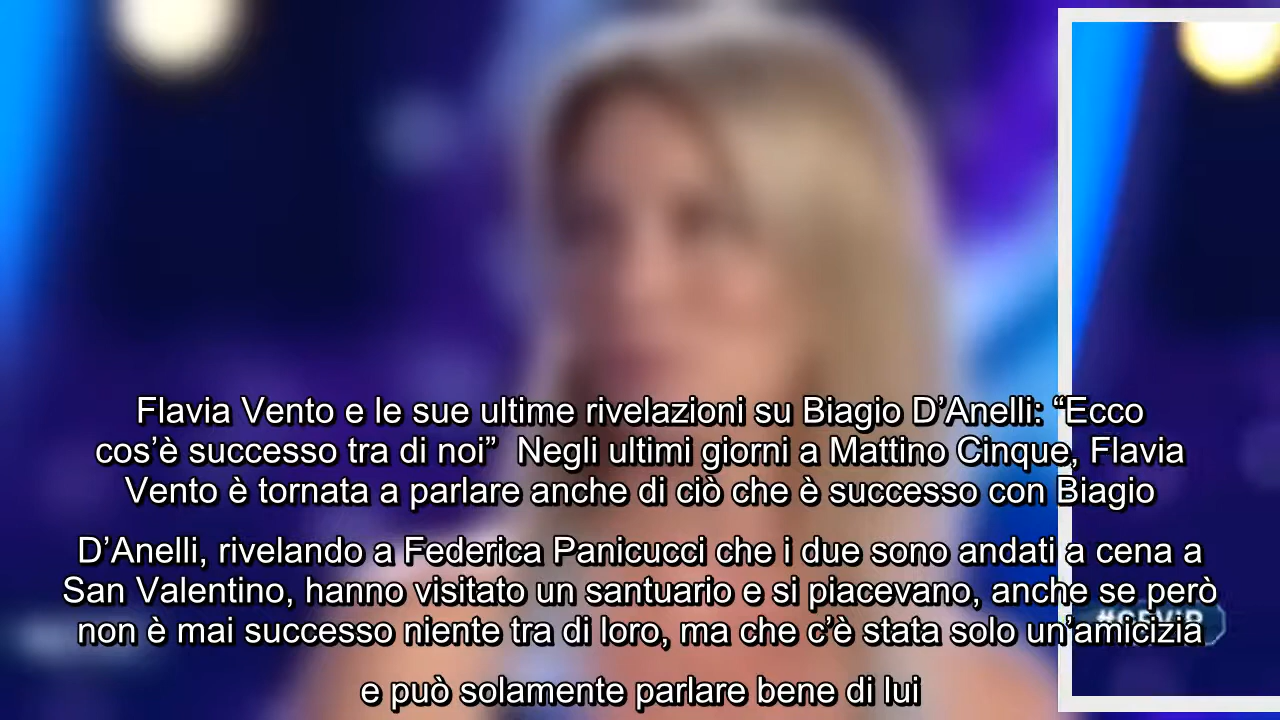 Flavia Vento e le sue ultime rivelazioni su Biagio D’Anelli: “Ecco
cos’è successo tra di noi”  Negli ultimi giorni a Mattino Cinque, Flavia
Vento è tornata a parlare anche di ciò che è successo con Biagio
D’Anelli, rivelando a Federica Panicucci che i due sono andati a cena a
San Valentino, hanno visitato un santuario e si piacevano, anche se però
non è mai successo niente tra di loro, ma che c’è stata solo un’amicizia
e può solamente parlare bene di lui
#GFViP